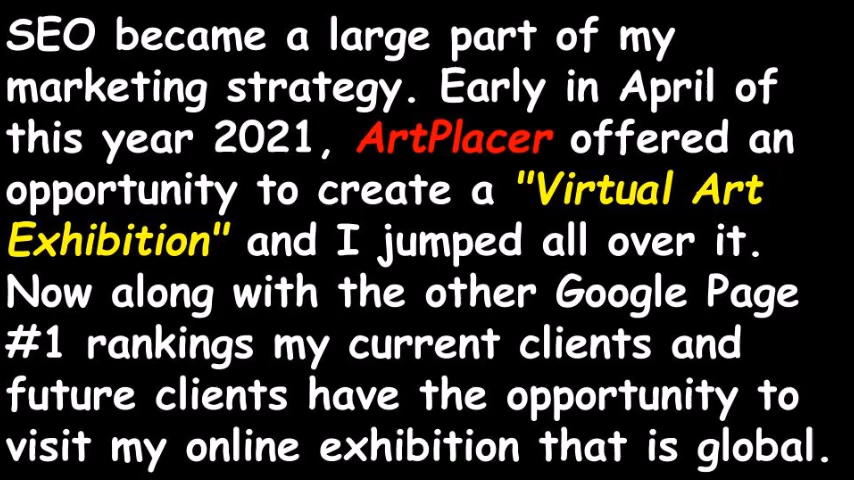 SEO became a large part of my
marketing strategy. Early in April of
this year 2021, ArtPlacer offered an
opportunity to create a "Virtual Art
Exhibition" and I jumped all over it.
Now along with the other Google Page
#1 rankings my current clients and
future clients have the opportunity to
visit my online exhibition that is global.